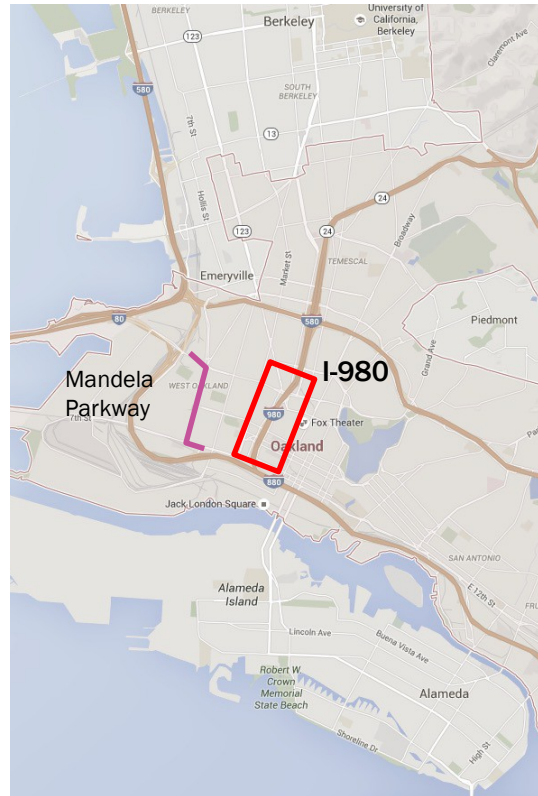 BERKELEY
Berkeley
University of
California,
Berkeley
123
Claremont Ave
580
SOUTH
BERKELEY
7th St
13
Hollis St
24
24
123
Broadway
Market St
TEMESCAL
Emeryville
80
580
Piedmont
Grand Ave
Mandela
Parkway
WEST OAKLAND
I-980
7th St
980
Fox Theater
Oakland
880
Jack London Square
SAN ANTONIO
E 12th St
FRU
Alameda
Island
Lincoln Ave
Buena Vista Ave
Robert W
Crown
Memorial
State Beach
Alameda
Shoreline Dr
High St